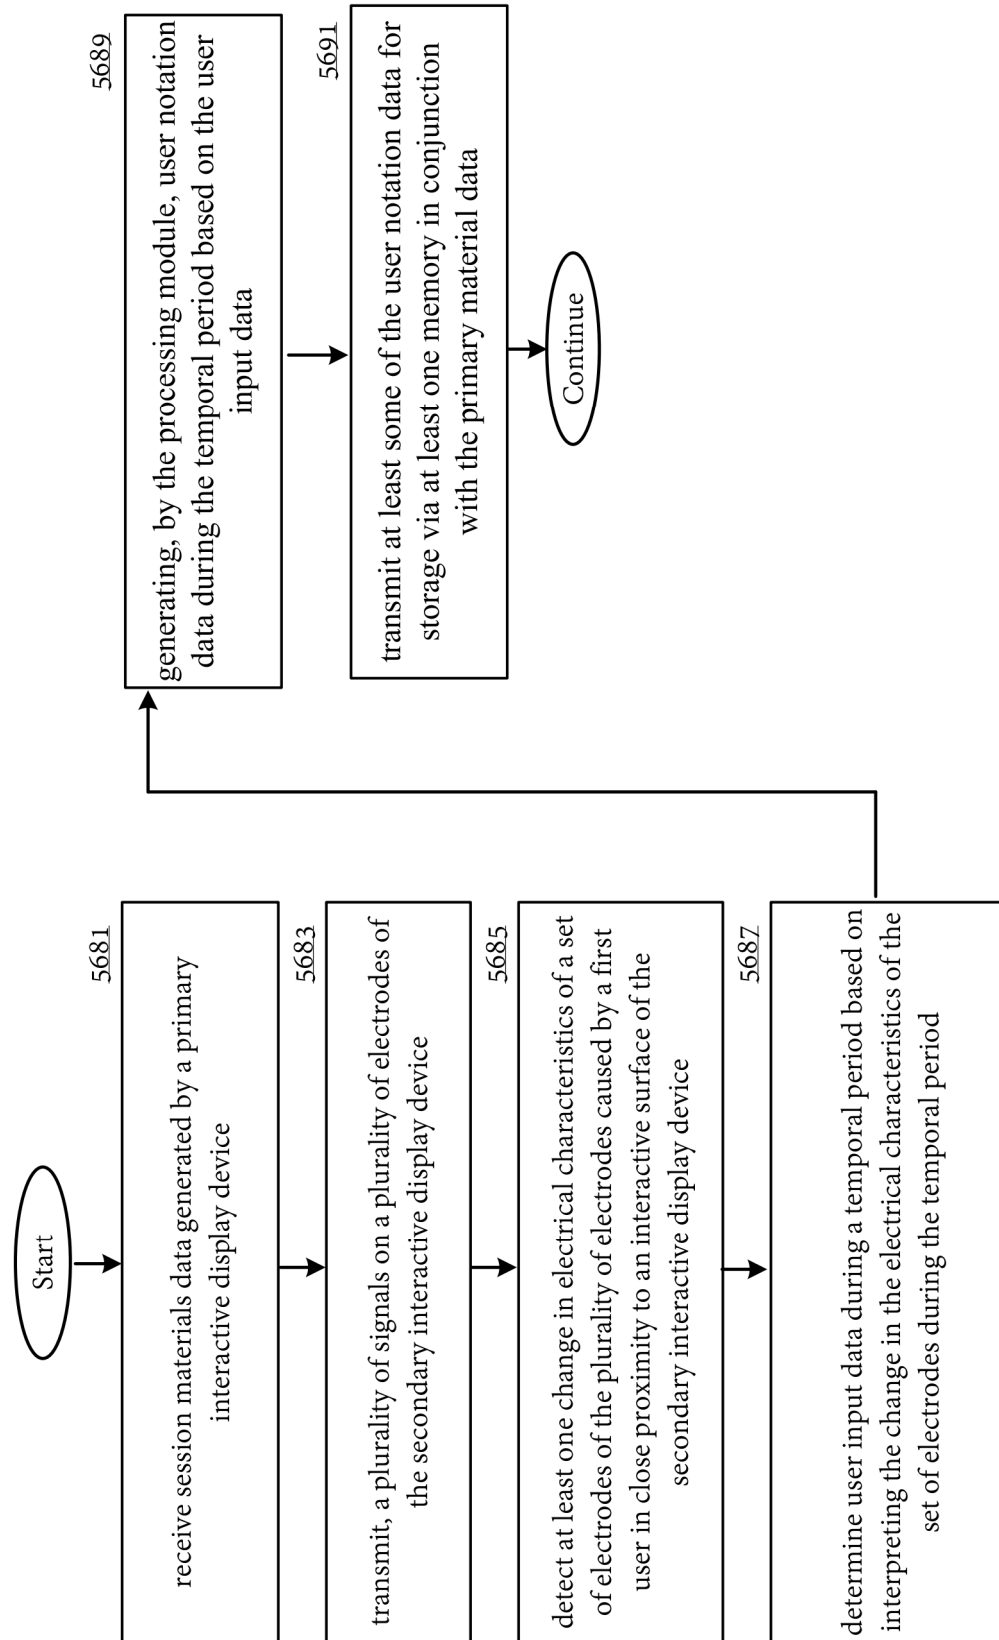 Start
5681
receive session materials data generated by a primary
interactive display device
5683
transmit, a plurality of signals on a plurality of electrodes of
the secondary interactive display device
5685
detect at least one change in electrical characteristics of a set
of electrodes of the plurality of electrodes caused by a first
user in close proximity to an interactive surface of the
secondary interactive display device
5687
determine user input data during a temporal period based on
interpreting the change in the electrical characteristics of the
set of electrodes during the temporal period
5689
generating, by the processing module, user notation
data during the temporal period based on the user
input data
5691
transmit at least some of the user notation data for
storage via at least one memory in conjunction
with the primary material data
Continue